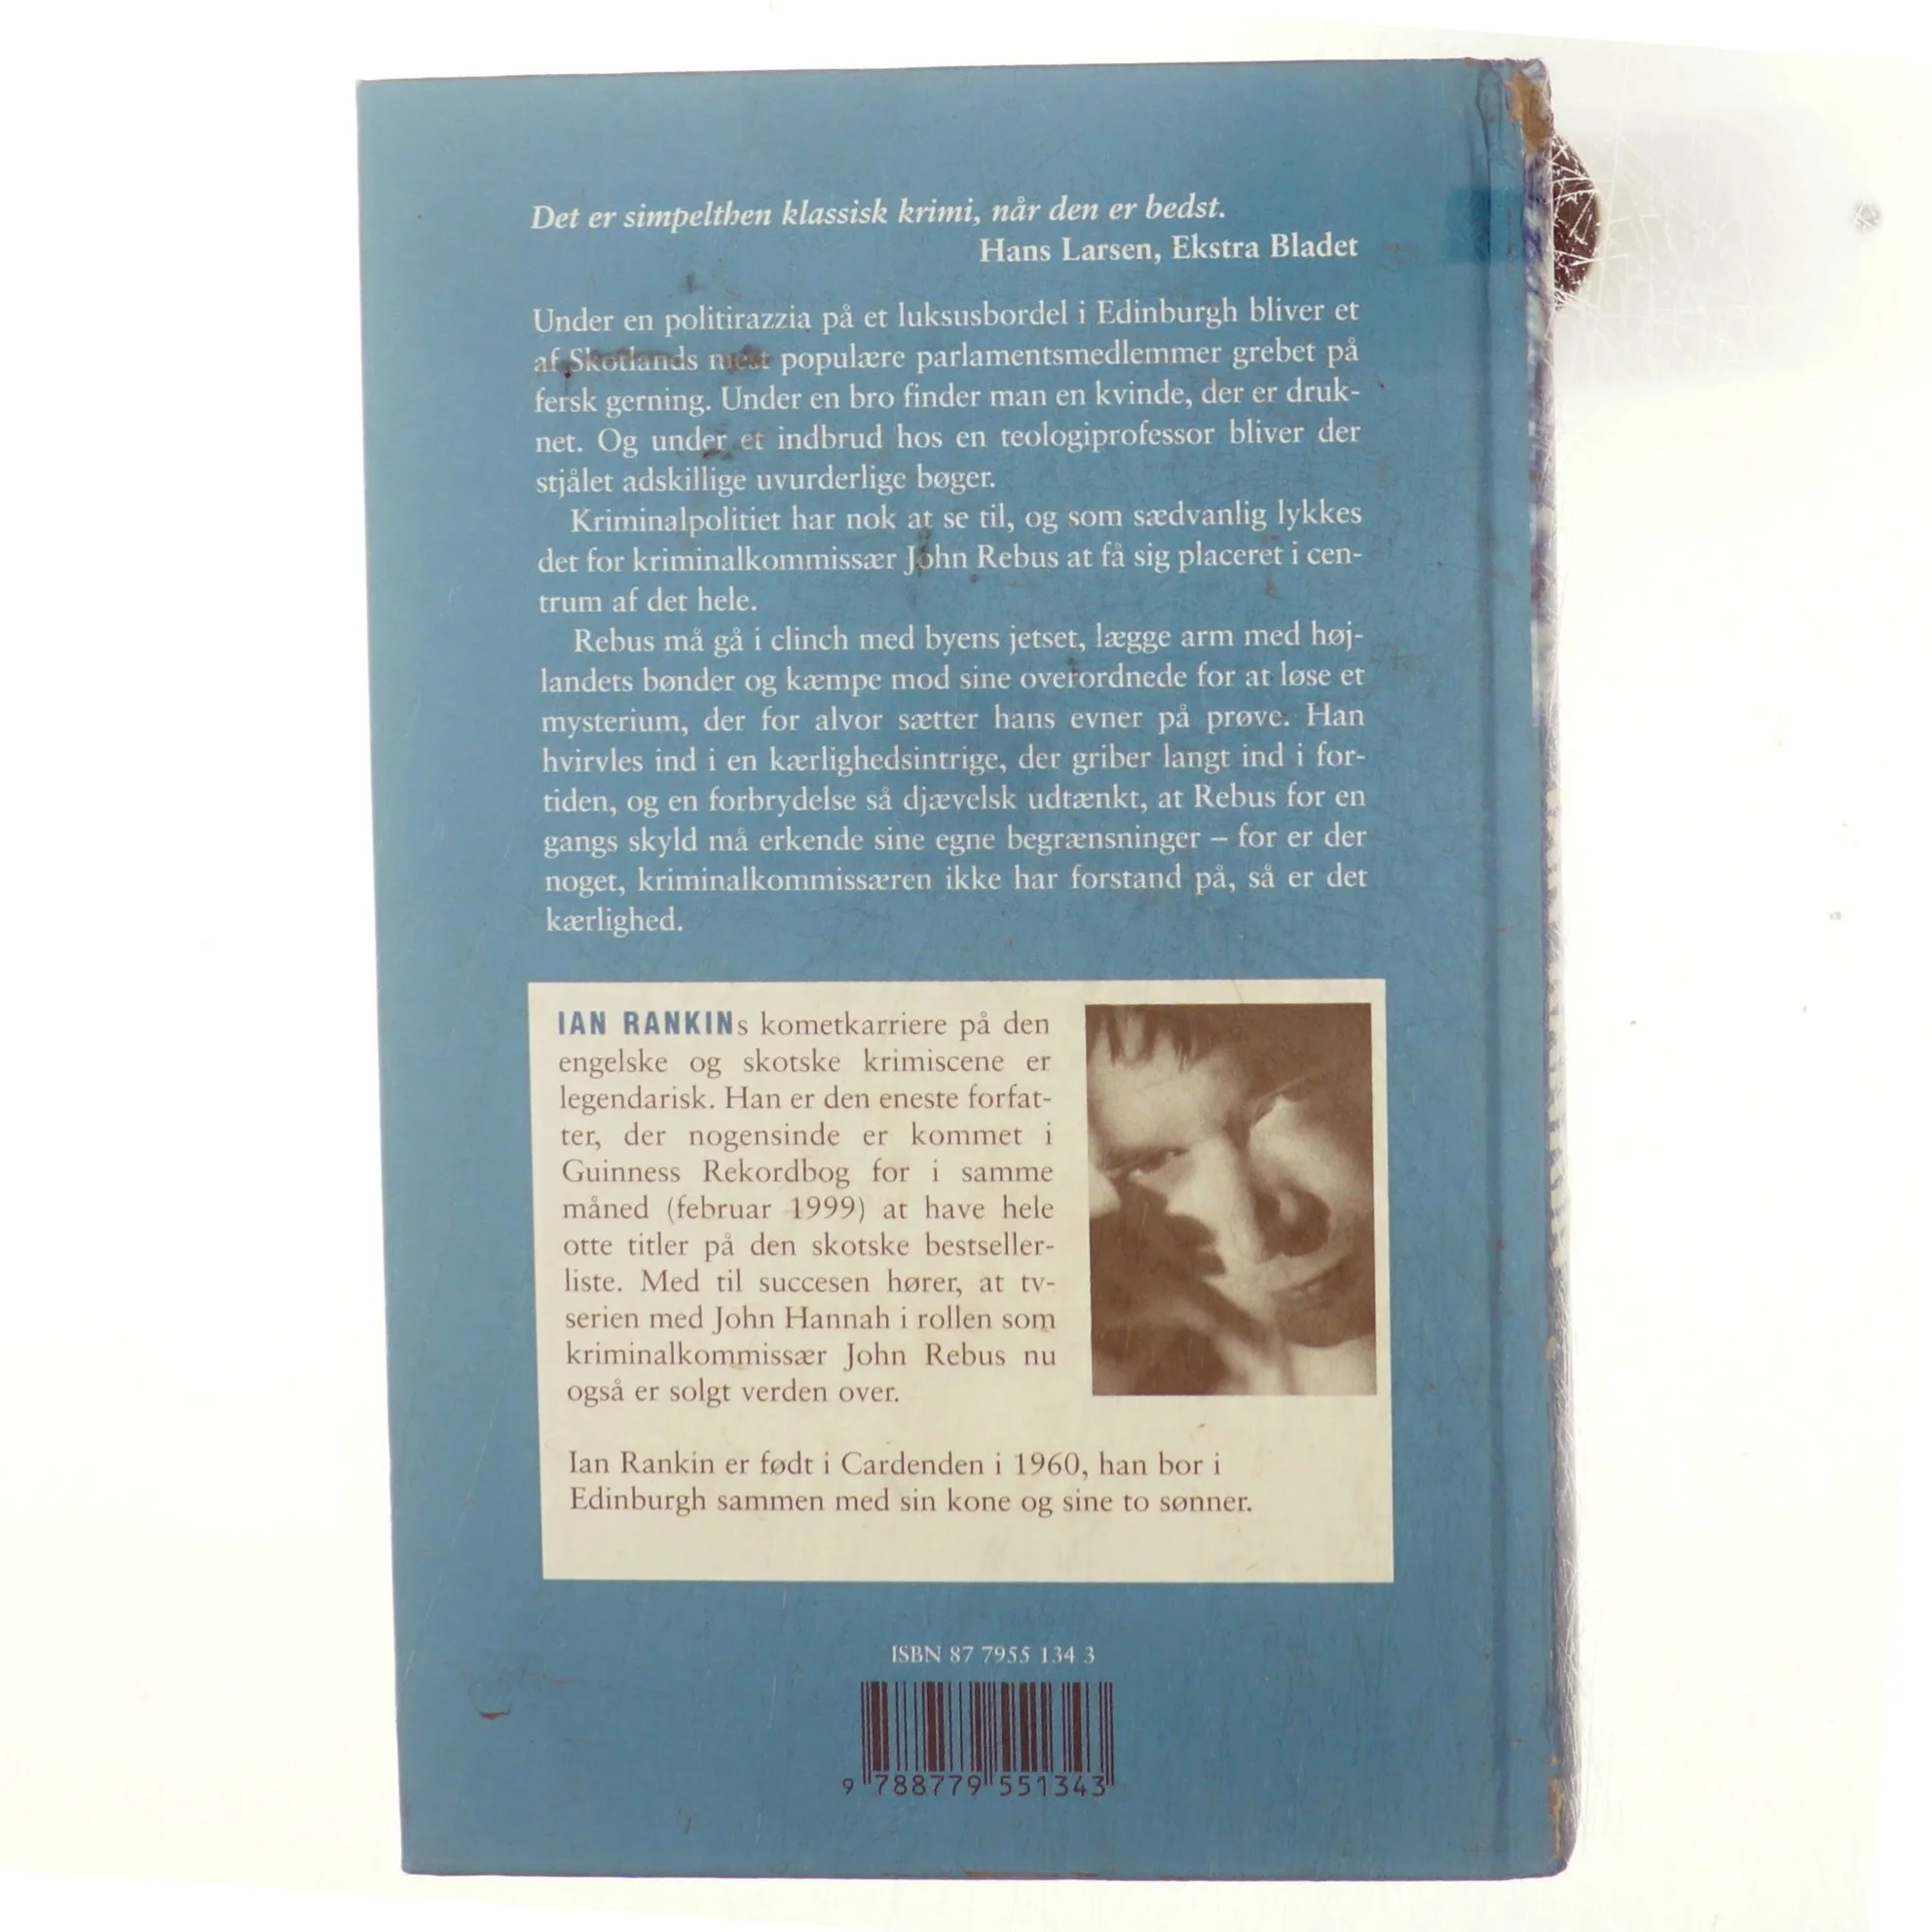 Det er simpelthen klassisk krimi, når den er bedst.
Hans Larsen, Ekstra Bladet
Under en politirazzia på et luksusbordel i Edinburgh bliver et
af Skotlands mest populære parlamentsmedlemmer grebet på
fersk gerning. Under en bro finder man en kvinde, der er druk-
net. Og under et indbrud hos en teologiprofessor bliver der
stjålet adskillige uvurderlige bøger.
Kriminalpolitiet har nok at se til, og som sædvanlig lykkes
det for kriminalkommissær John Rebus at få sig placeret i cen-
trum af det hele.
Rebus må gå i clinch med byens jetset, lægge arm med høj-
landets bønder og kæmpe mod sine overordnede for at løse et
mysterium, der for alvor sætter hans evner på prøve. Han
hvirvles ind i en kærlighedsintrige, der griber langt ind i for-
tiden, og en forbrydelse så djævelsk udtænkt, at Rebus for en
gangs skyld må erkende sine egne begrænsninger – for er der
noget, kriminalkommissæren ikke har forstand på, så er det
kærlighed.
IAN RANKINs kometkarriere på den
engelske og skotske krimiscene er
legendarisk. Han er den eneste forfat-
ter, der nogensinde er kommet i
Guinness Rekordbog for i samme
måned (februar 1999) at have hele
otte titler på den skotske bestseller-
liste. Med til succesen hører, at tv-
serien med John Hannah i rollen som
kriminalkommissær John Rebus nu
også er solgt verden over.
Ian Rankin er født i Cardenden i 1960, han bor i
Edinburgh sammen med sin kone og sine to sønner.
ISBN 87 7955 134 3
9 788779 551343